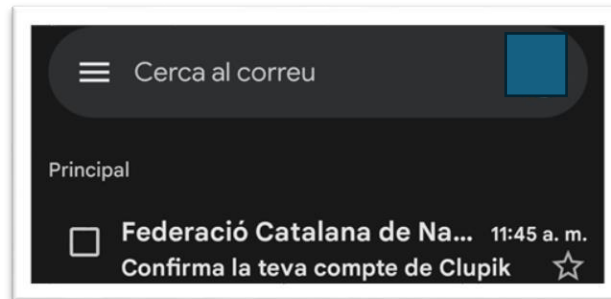 Cerca al correu
Principal
Federació Catalana de Na... 11:45 a. m.
Confirma la teva compte de Clupik